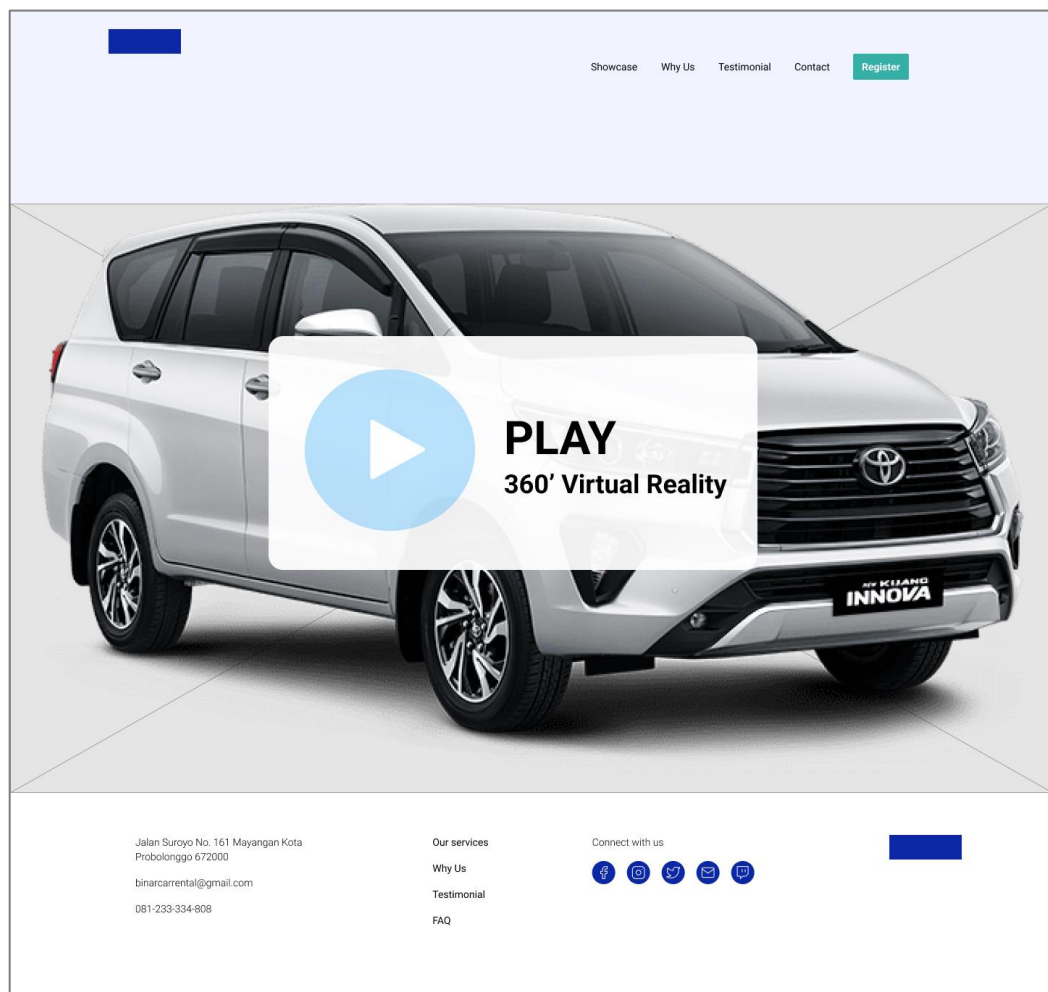 Showcase
Why Us
Testimonial
Contact
Register
PLAY
360’ Virtual Reality
NEW KIJANG
INNOVA
Jalan Suroyo No. 161 Mayangan Kota
Probolonggo 672000
binarcarrental@gmail.com
081-233-334-808
Our services
Why Us
Testimonial
FAQ
Connect with us